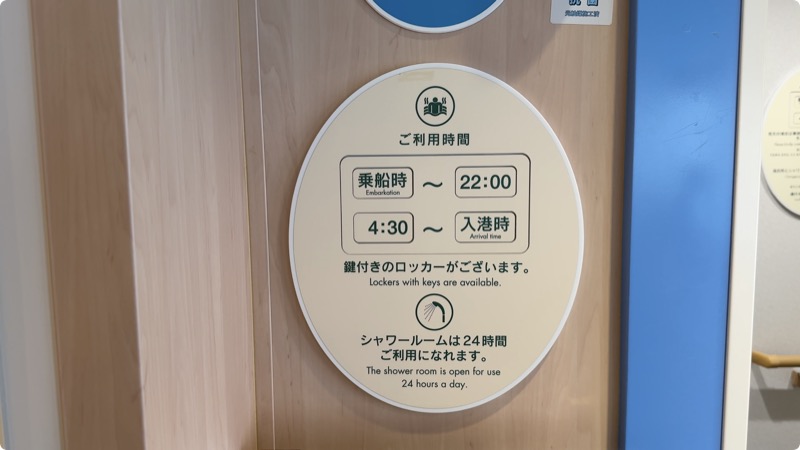 ご利用時間
乗船時 ～ 22:00
Embarkation
4:30 ～ 入港時
Arrival time
鍵付きのロッカーがございます。
Lockers with keys are available.
シャワールームは24時間
ご利用になれます。
The shower room is open for use
24 hours a day.